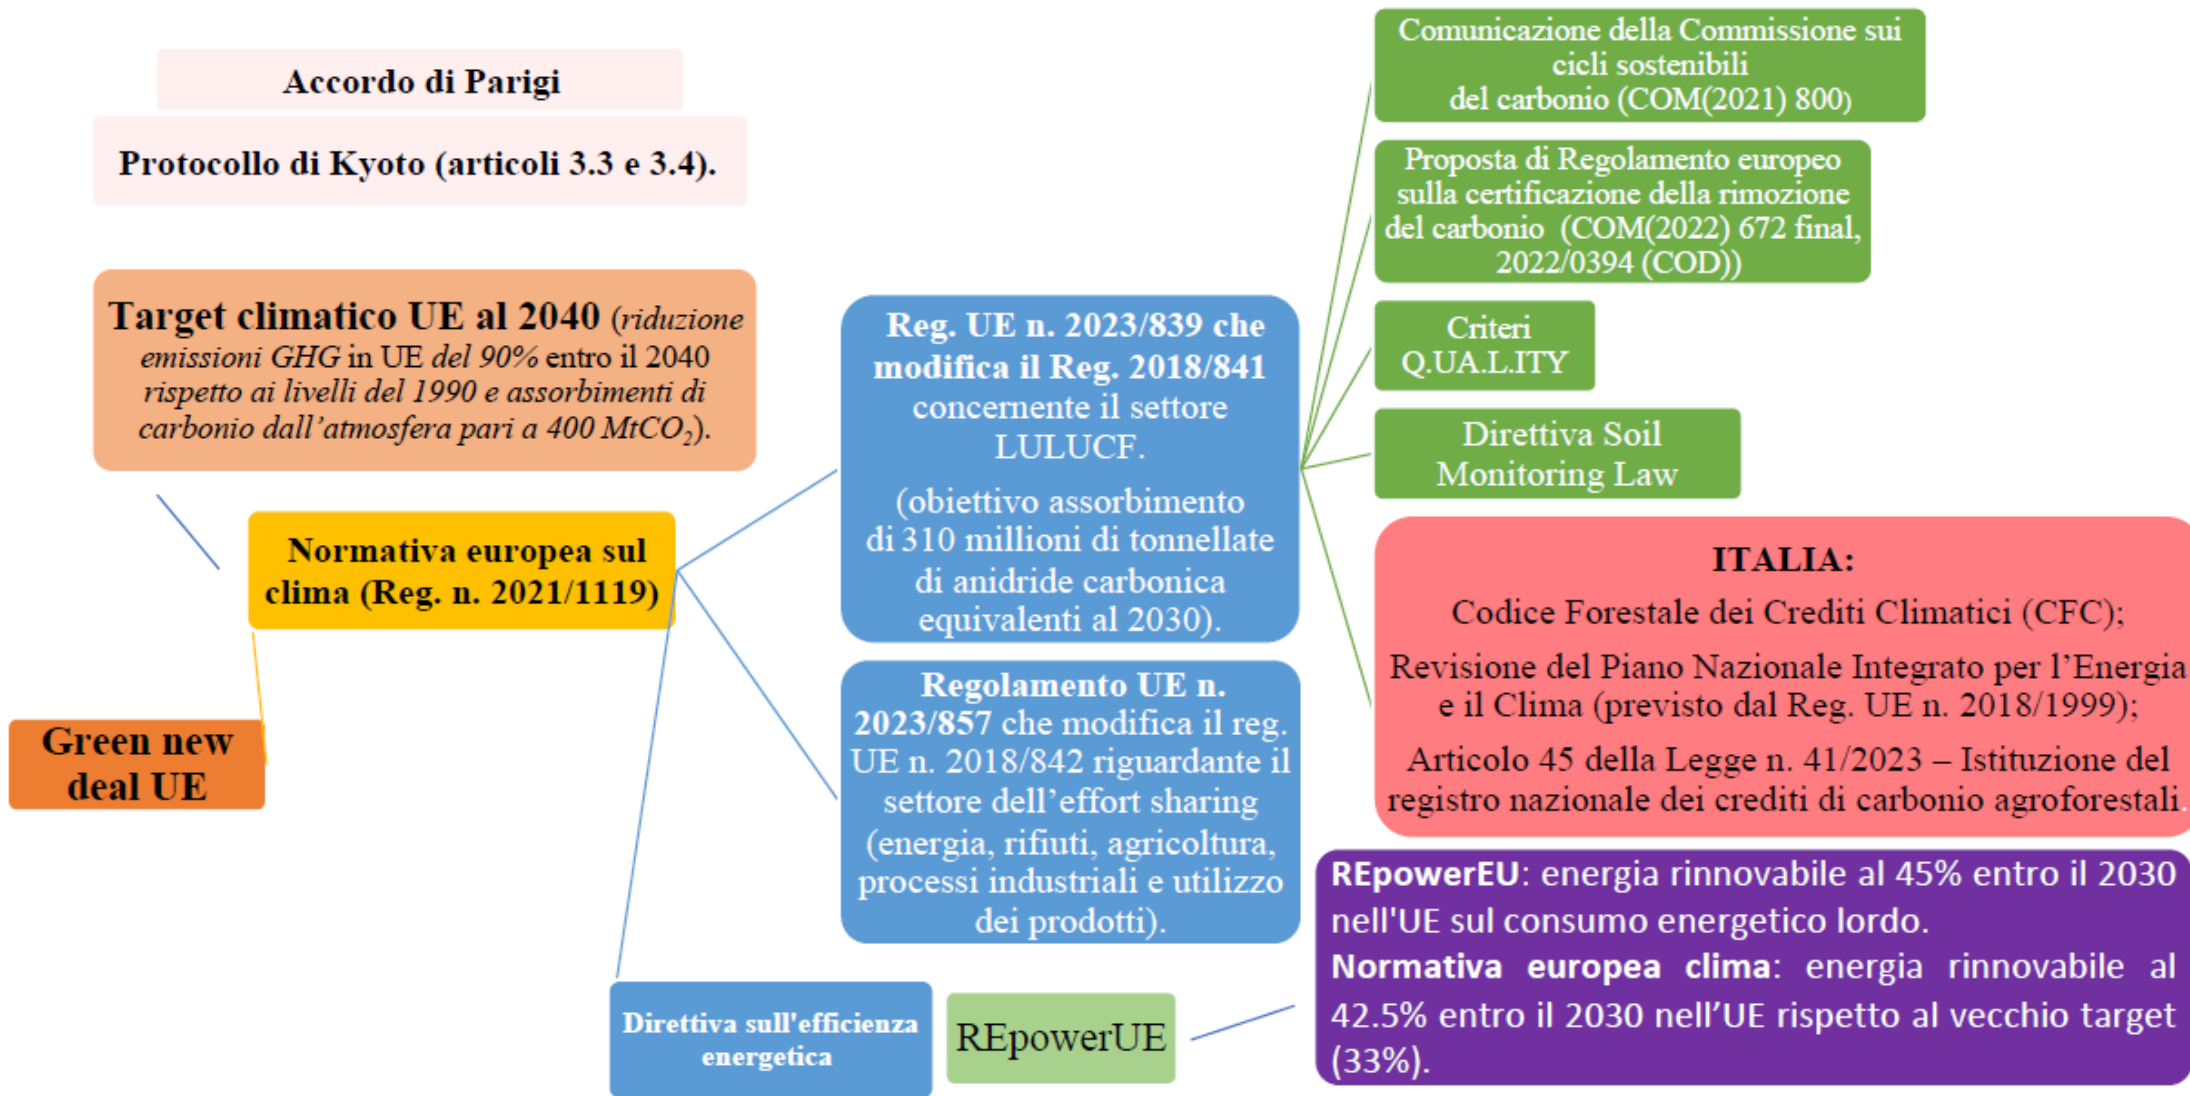 Accordo di Parigi
Protocollo di Kyoto (articoli 3.3 e 3.4).
Target climatico UE al 2040 (riduzione
emissioni GHG in UE del 90% entro il 2040
rispetto ai livelli del 1990 e assorbimenti di
carbonio dall’atmosfera pari a 400 MtCO₂).
Normativa europea sul
clima (Reg. n. 2021/1119)
Green new
deal UE
Reg. UE n. 2023/839 che
modifica il Reg. 2018/841
concernente il settore
LULUCF.
(obiettivo assorbimento
di 310 millioni di tonnellate
di anidride carbonica
equivalenti al 2030).
Regolamento UE n.
2023/857 che modifica il reg.
UE n. 2018/842 riguardante il
settore dell’effort sharing
(energia, rifiuti, agricoltura,
processi industriali e utilizzo
dei prodotti).
Direttiva sull'efficienza
energetica
REpowerUE
Comunicazione della Commissione sui
cicli sostenibili
del carbonio (COM(2021) 800)
Proposta di Regolamento europeo
sulla certificazione della rimozione
del carbonio (COM(2022) 672 final,
2022/0394 (COD))
Criteri
Q.UA.L.ITY
Direttiva Soil
Monitoring Law
ITALIA:
Codice Forestale dei Crediti Climatici (CFC);
Revisione del Piano Nazionale Integrato per l’Energia
e il Clima (previsto dal Reg. UE n. 2018/1999);
Articolo 45 della Legge n. 41/2023 – Istituzione del
registro nazionale dei crediti di carbonio agroforestali.
REpowerEU: energia rinnovabile al 45% entro il 2030
nell'UE sul consumo energetico lordo.
Normativa europea clima: energia rinnovabile al
42.5% entro il 2030 nell’UE rispetto al vecchio target
(33%).